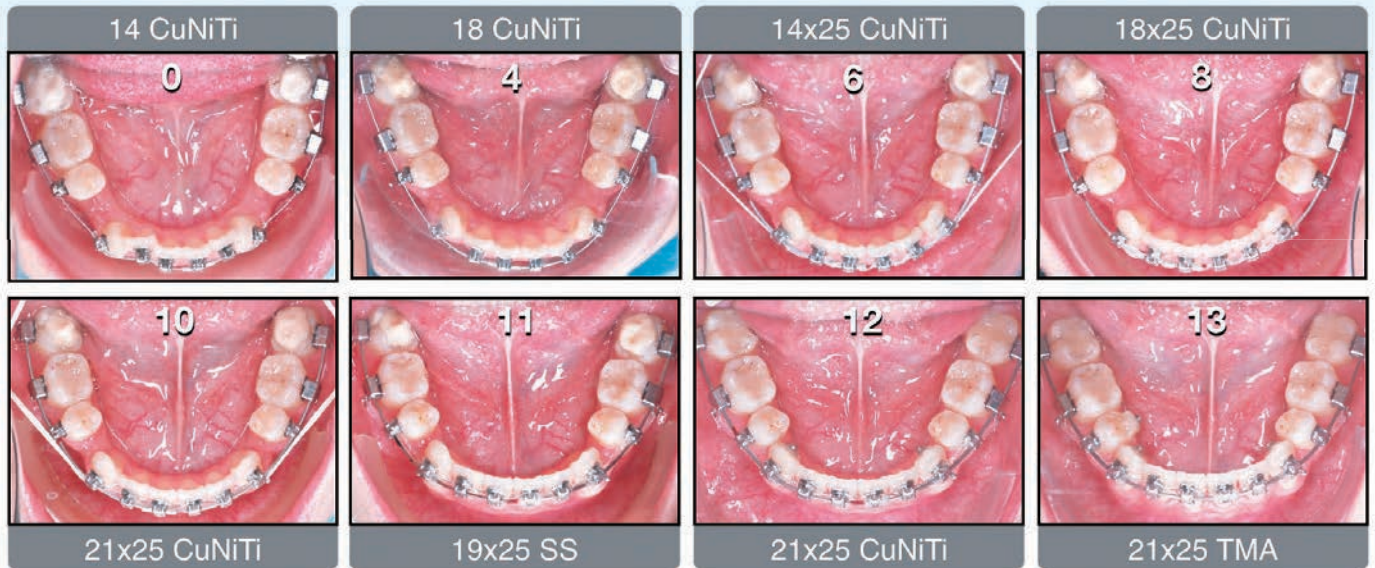 14 CuNiTi
18 CuNiTi
14x25 CuNiTi
18x25 CuNiTi
0
4
6
8
10
11
12
13
21x25 CuNiTi
19x25 SS
21x25 CuNiTi
21x25 TMA